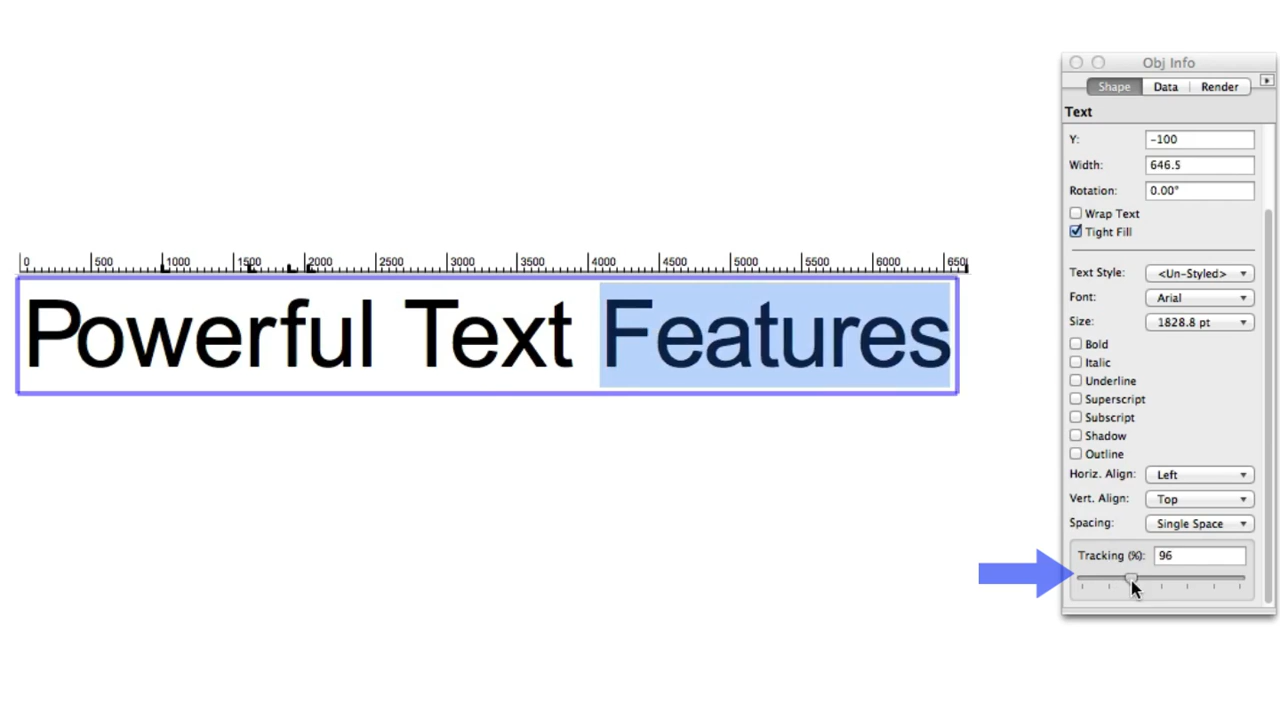 Obj Info
Shape Data Render
Text
Y: -100
Width: 646.5
Rotation: 0.00°
Wrap Text
Tight Fill
0 500 1000 1500 2000 2500 3000 3500 4000 4500 5000 5500 6000 650
Powerful Text Features
Text Style: <Un-Styled>
Font: Arial
Size: 1828.8 pt
Bold
Italic
Underline
Superscript
Subscript
Shadow
Outline
Horiz. Align: Left
Vert. Align: Top
Spacing: Single Space
Tracking (%): 96